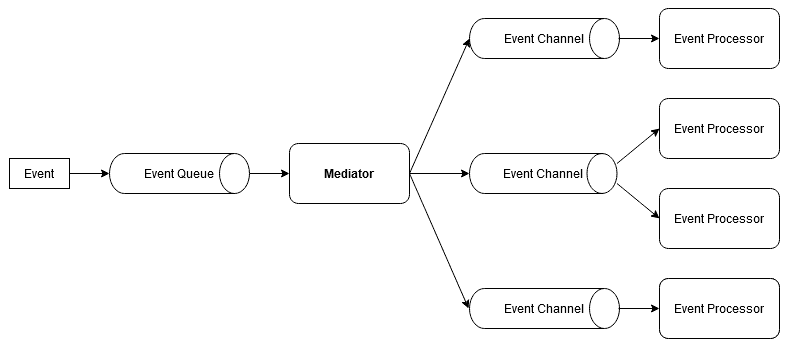 Event Channel
Event Processor
Event Processor
Event
Event Queue
Mediator
Event Channel
Event Processor
Event Channel
Event Processor